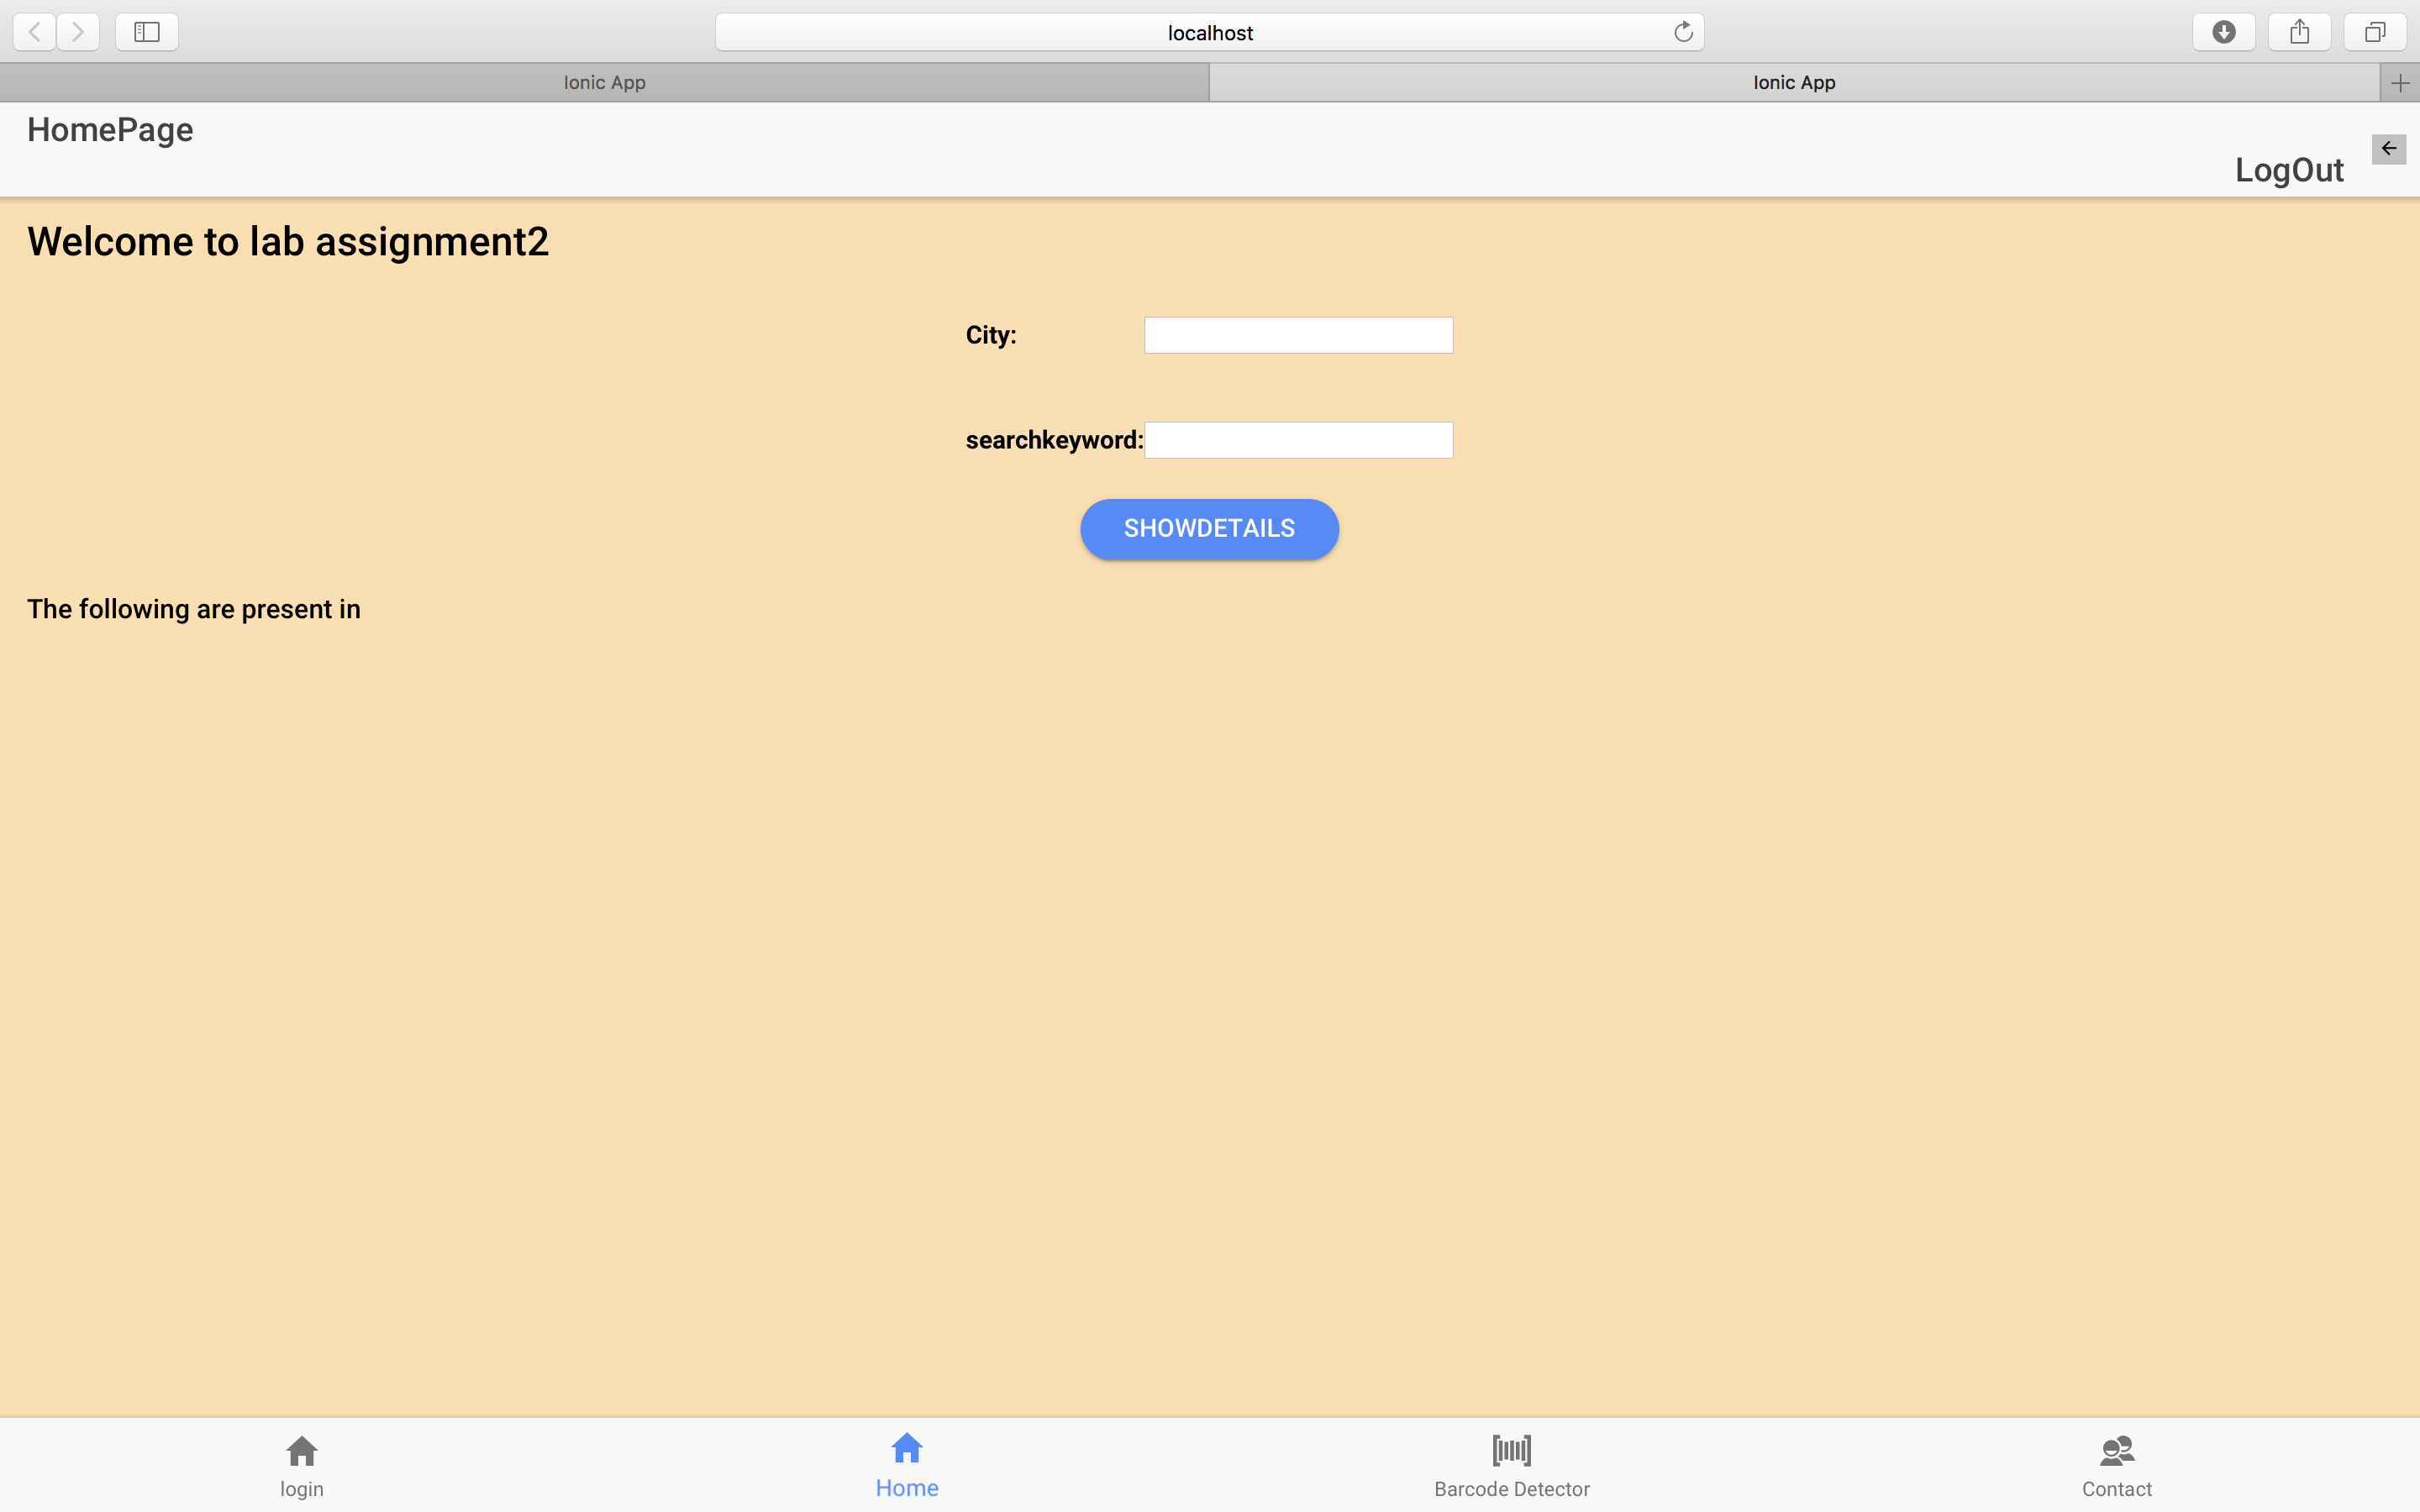 localhost
Ionic App
Ionic App
HomePage
LogOut
Welcome to lab assignment2
City:
searchkeyword:
SHOWDETAILS
The following are present in
login
Home
Barcode Detector
Contact